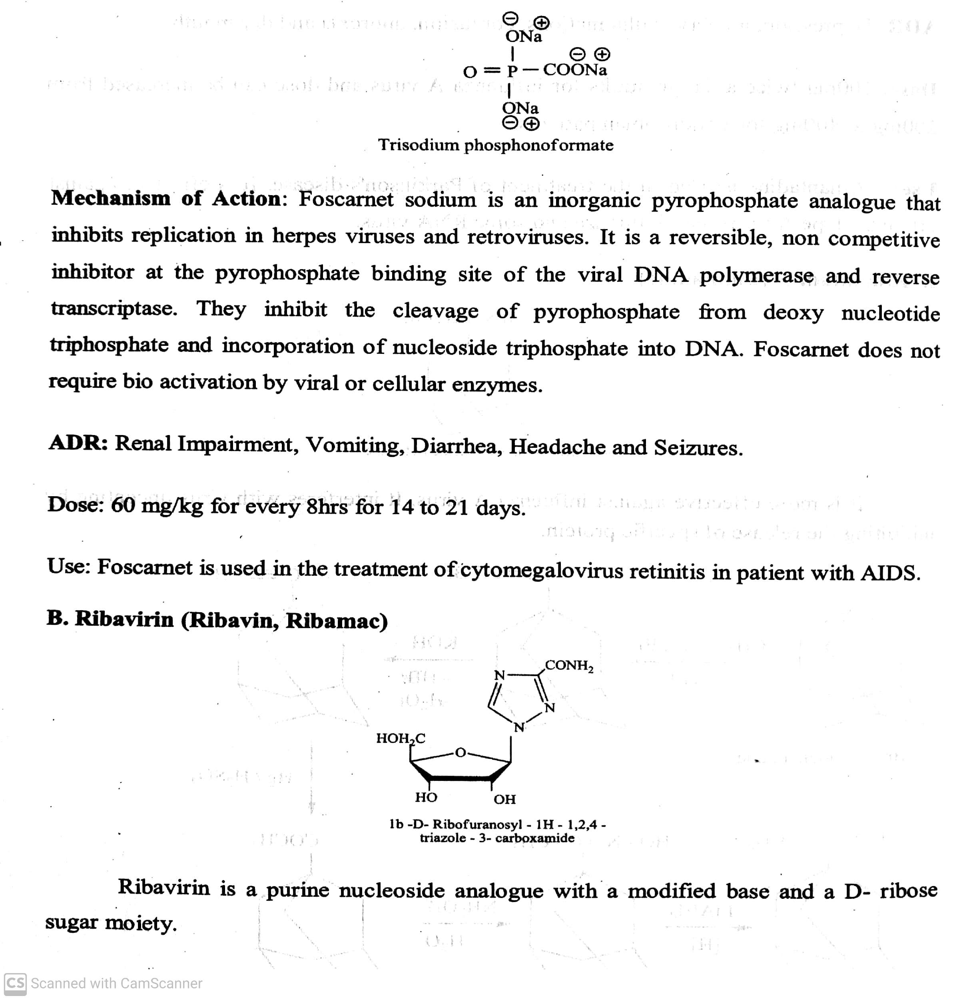 ⊖ ⊕
ONa
⊖ ⊕
O = P — COONa
ONa
⊖ ⊕
Trisodium phosphonoformate
Mechanism of Action: Foscarnet sodium is an inorganic pyrophosphate analogue that
inhibits replication in herpes viruses and retroviruses. It is a reversible, non competitive
inhibitor at the pyrophosphate binding site of the viral DNA polymerase and reverse
transcriptase. They inhibit the cleavage of pyrophosphate from deoxy nucleotide
triphosphate and incorporation of nucleoside triphosphate into DNA. Foscarnet does not
require bio activation by viral or cellular enzymes.
ADR: Renal Impairment, Vomiting, Diarrhea, Headache and Seizures.
Dose: 60 mg/kg for every 8hrs for 14 to 21 days.
Use: Foscarnet is used in the treatment of cytomegalovirus retinitis in patient with AIDS.
B. Ribavirin (Ribavin, Ribamac)
CONH₂
N
N
N
HOH₂C
O
HO
OH
1b -D- Ribofuranosyl - 1H - 1,2,4 -
triazole - 3- carboxamide
Ribavirin is a purine nucleoside analogue with a modified base and a D- ribose
sugar moiety.
CS Scanned with CamScanner